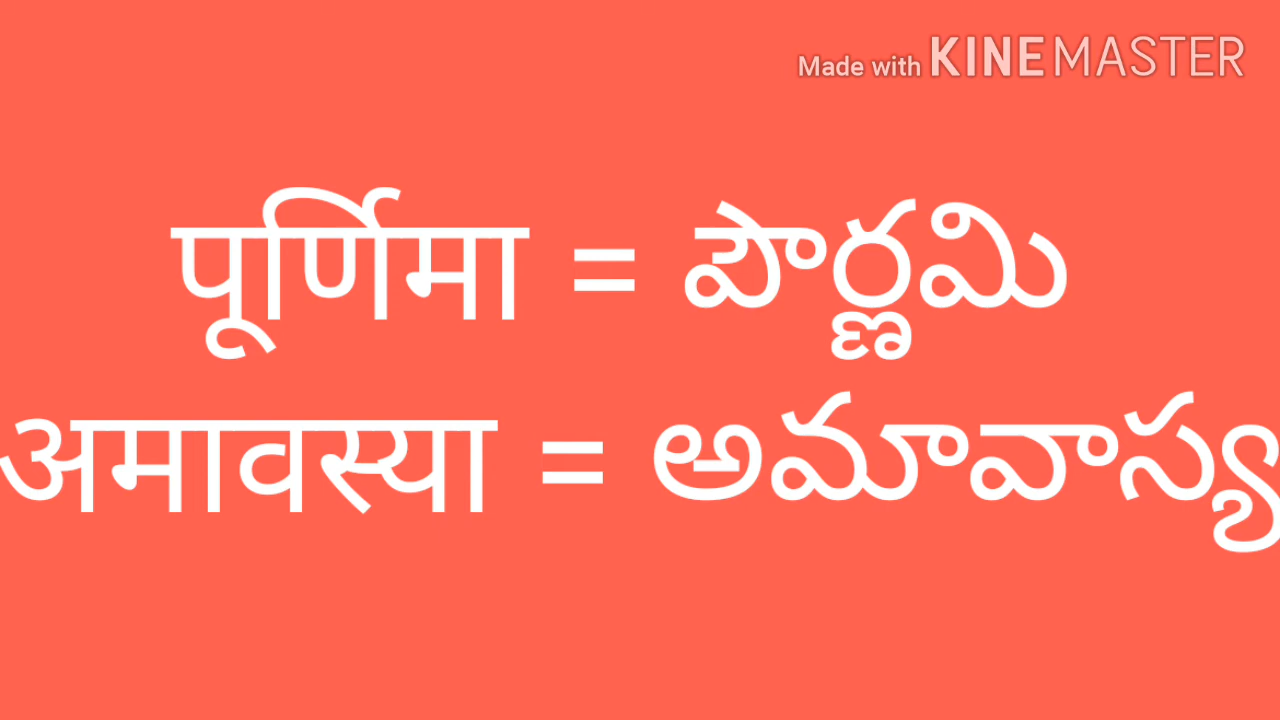 Made with KINEMASTER
पूर्णिमा = పౌర్ణమి
अमावस्या = అమావాస్య